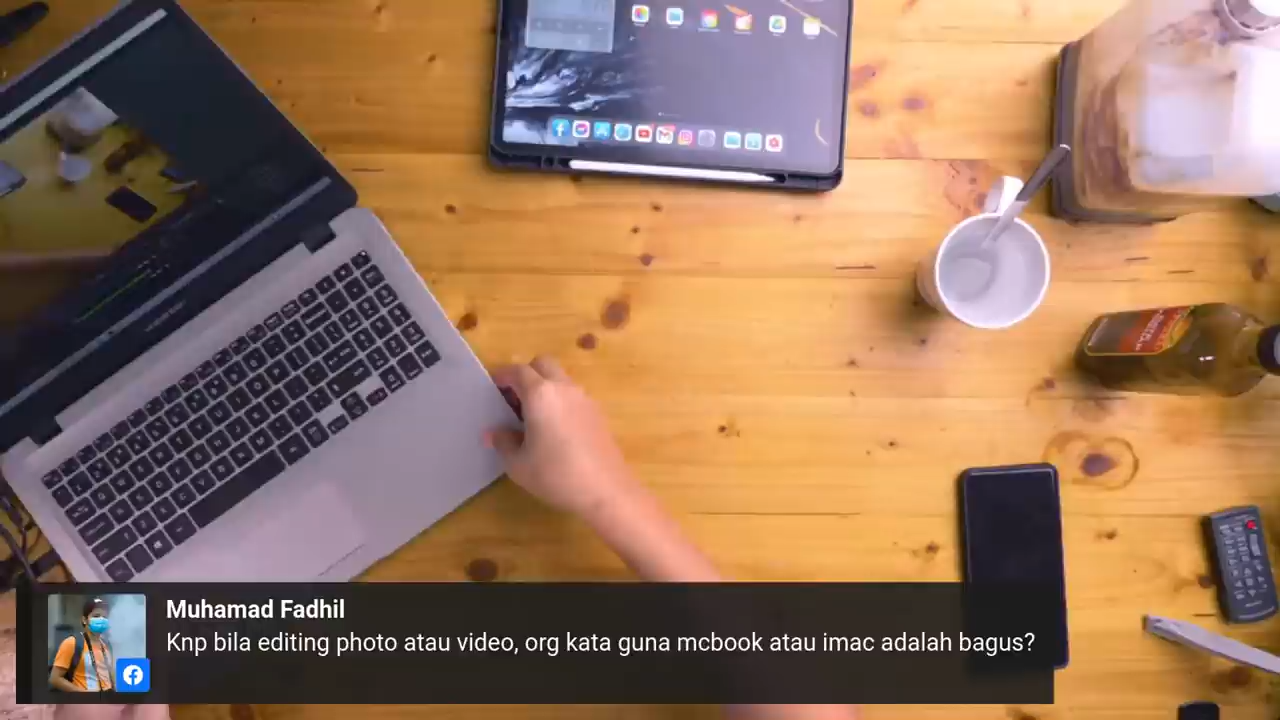 Muhamad Fadhil
Knp bila editing photo atau video, org kata guna mcbook atau imac adalah bagus?